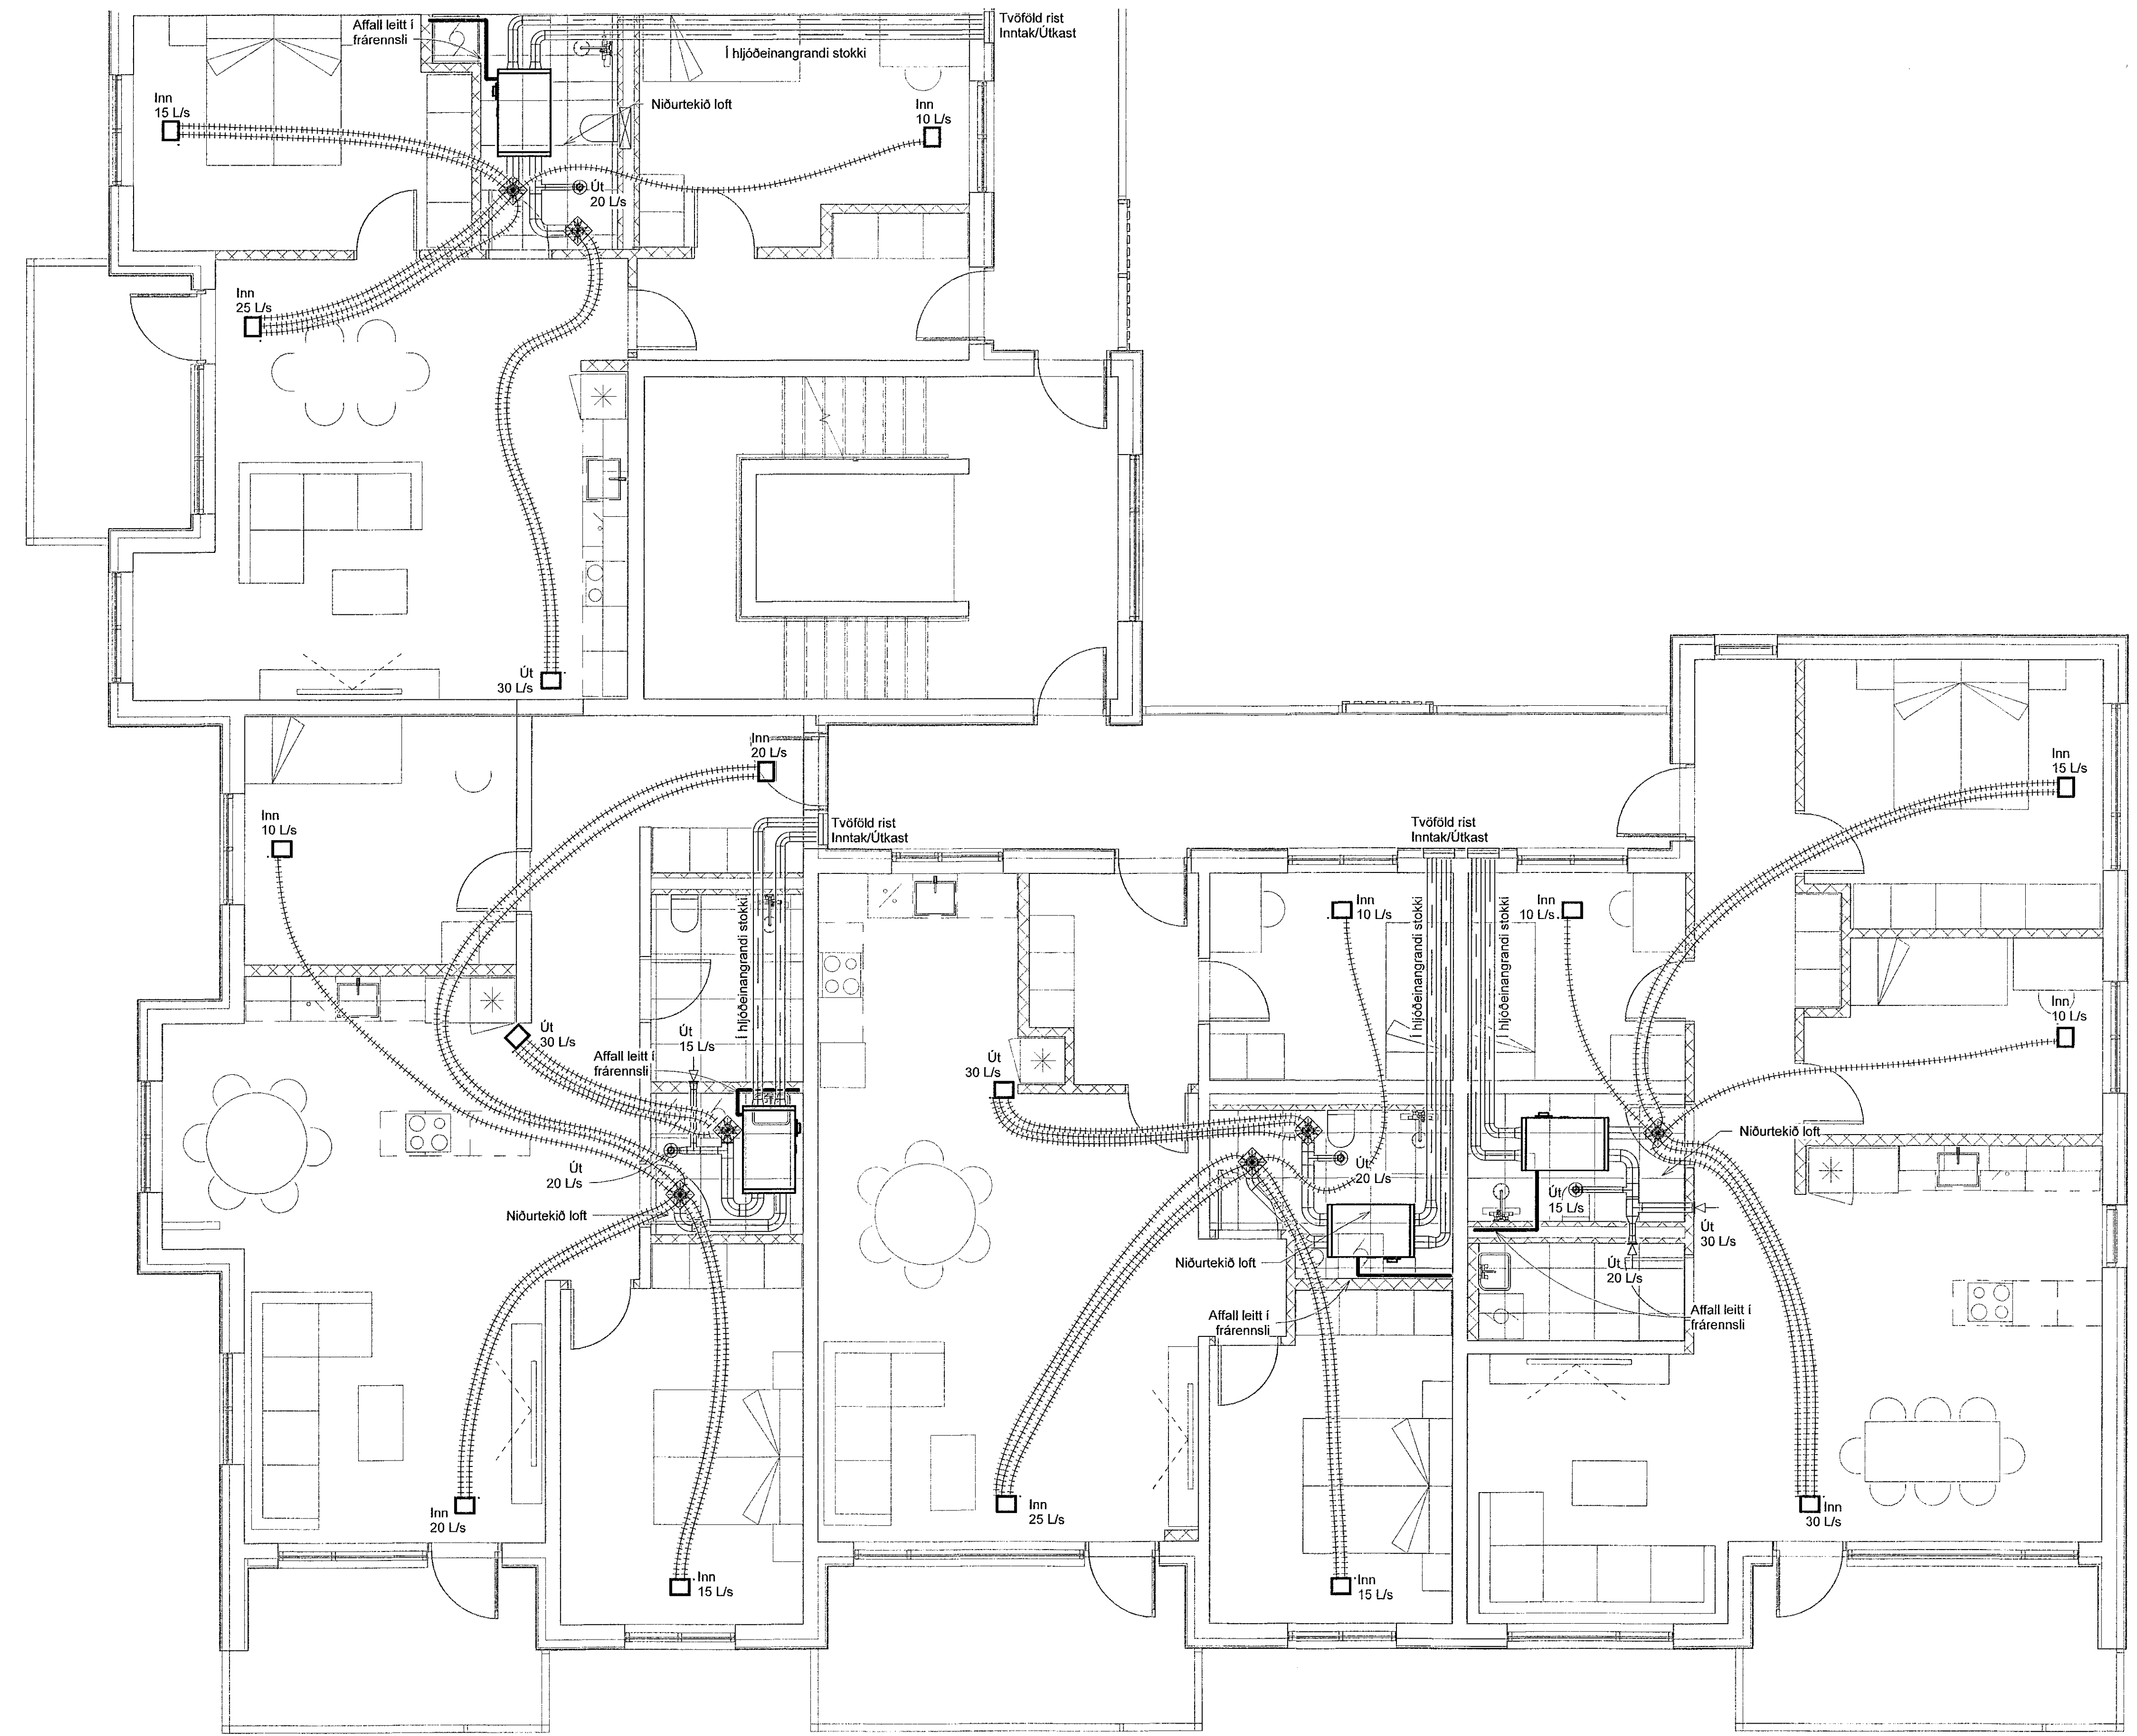 Affall leitt í
frárennsli
Tvöföld rist
Inntak/Útkast
Í hljóðeinangrandi stokki
Inn
15 L/s
Niðurtekið loft
Inn
10 L/s
Út
20 L/s
Inn
25 L/s
Út
30 L/s
Inn
20 L/s
Inn
15 L/s
Inn
10 L/s
Tvöföld rist
Inntak/Útkast
Tvöföld rist
Inntak/Útkast
Í hljóðeinangrandi stokki
Inn
10 L/s
Í hljóðeinangrandi stokki
Í hljóðeinangrandi stokki
Inn
10 L/s
Inn
10 L/s
Út
30 L/s
Út
15 L/s
Affall leitt í
frárennsli
Út
30 L/s
Niðurtekið loft
Út
20 L/s
Út
20 L/s
Niðurtekið loft
Út
15 L/s
Út
30 L/s
Niðurtekið loft
Út
20 L/s
Affall leitt í
frárennsli
Affall leitt í
frárennsli
Inn
20 L/s
Inn
25 L/s
Inn
30 L/s
Inn
15 L/s
Inn
15 L/s